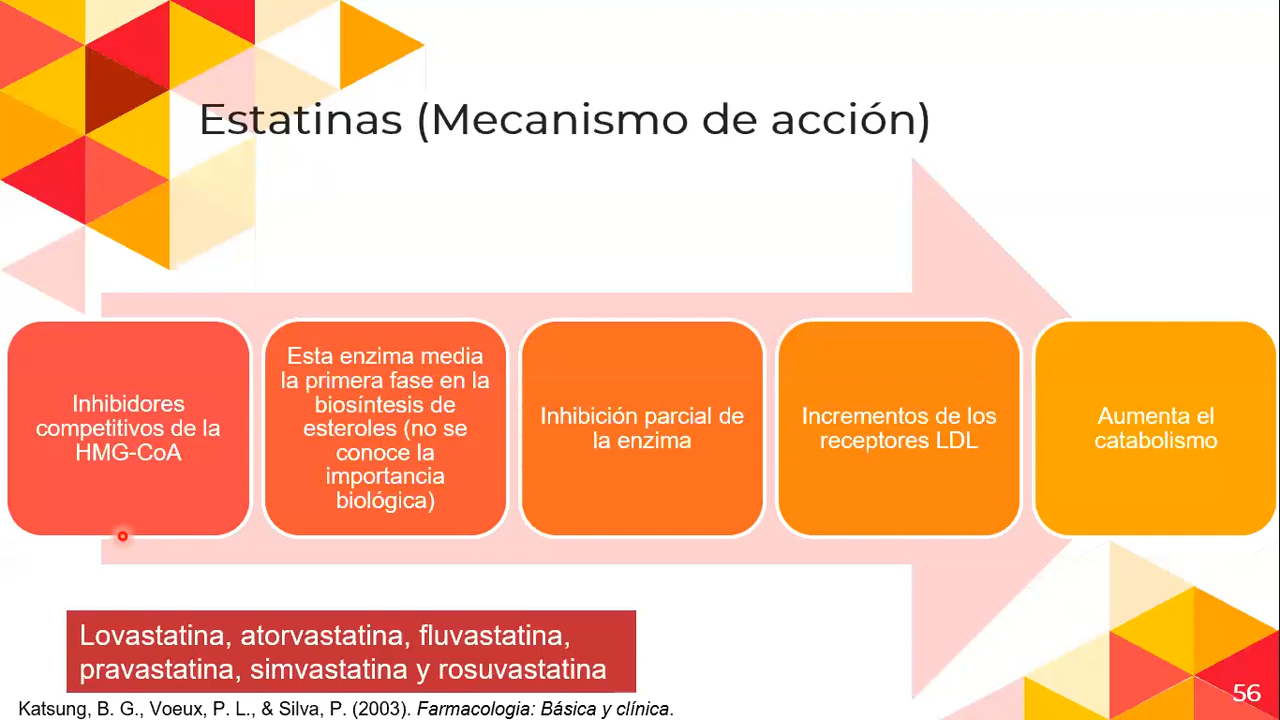 Estatinas (Mecanismo de acción)
Inhibidores
competitivos de la
HMG-CoA
Esta enzima media
la primera fase en la
biosíntesis de
esteroles (no se
conoce la
importancia
biológica)
Inhibición parcial de
la enzima
Incrementos de los
receptores LDL
Aumenta el
catabolismo
Lovastatina, atorvastatina, fluvastatina,
pravastatina, simvastatina y rosuvastatina
Katsung, B. G., Voeux, P. L., & Silva, P. (2003). Farmacologia: Básica y clínica.
56